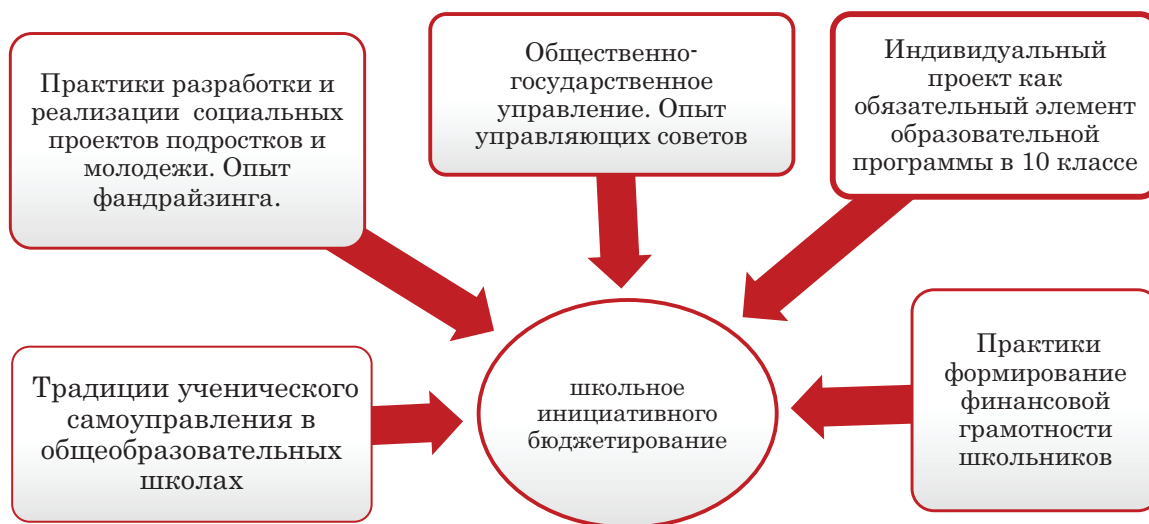 Практики разработки и
реализации социальных
проектов подростков и
молодежи. Опыт
фандрайзинга.
Общественно-
государственное
управление. Опыт
управляющих советов
Индивидуальный
проект как
обязательный элемент
образовательной
программы в 10 классе
Традиции ученического
самоуправления в
общеобразовательных
школах
школьное
инициативного
бюджетирование
Практики
формирование
финансовой
грамотности
школьников